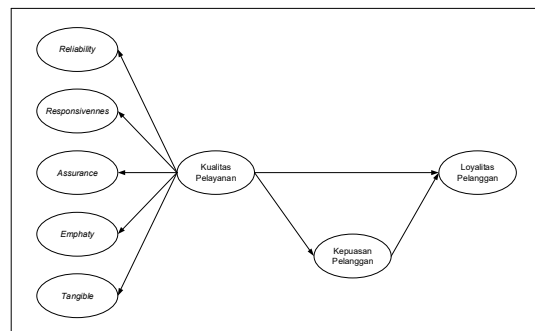 Reliability
Responsivennes
Assurance
Emphaty
Tangible
Kualitas
Pelayanan
Kepuasan
Pelanggan
Loyalitas
Pelanggan